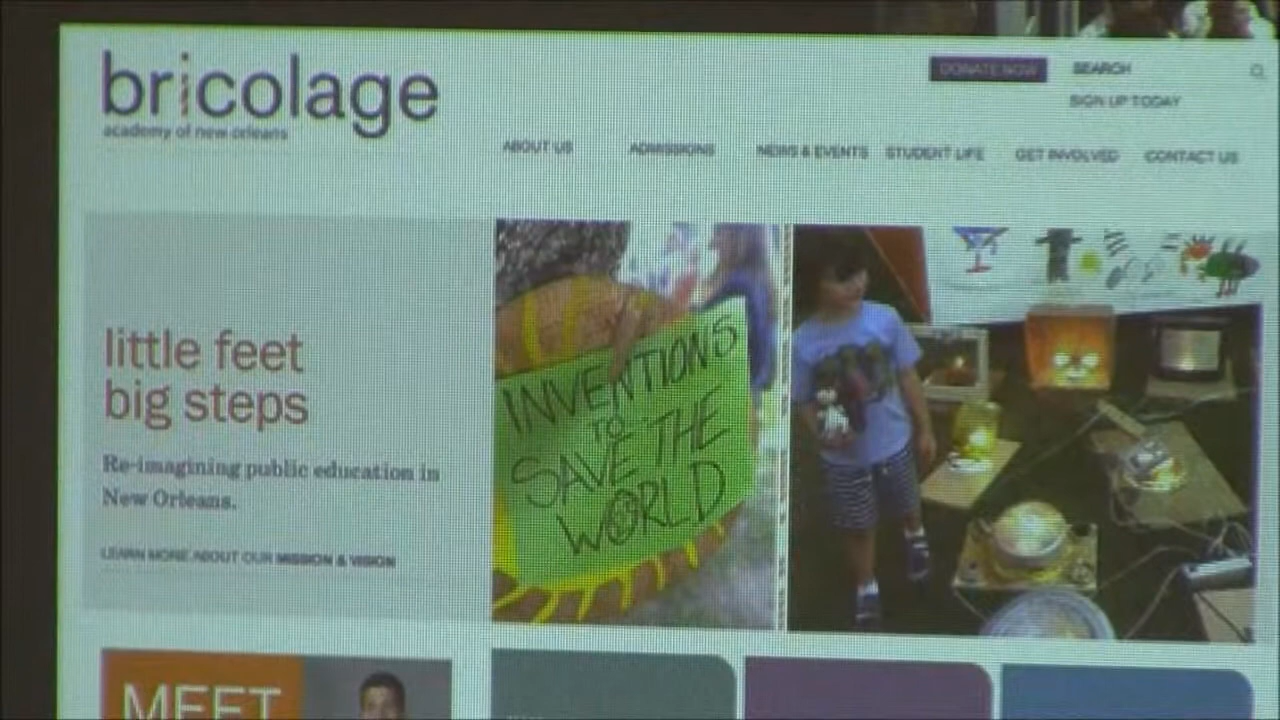 bricolage
academy of new orleans
DONATE NOW
SEARCH
SIGN UP TODAY
ABOUT US
ADMISSIONS
NEWS & EVENTS
STUDENT LIFE
GET INVOLVED
CONTACT US
little feet
big steps
Re-imagining public education in
New Orleans.
LEARN MORE ABOUT OUR MISSION & VISION
INVENTIONS
TO
SAVE THE
WORLD
MEET